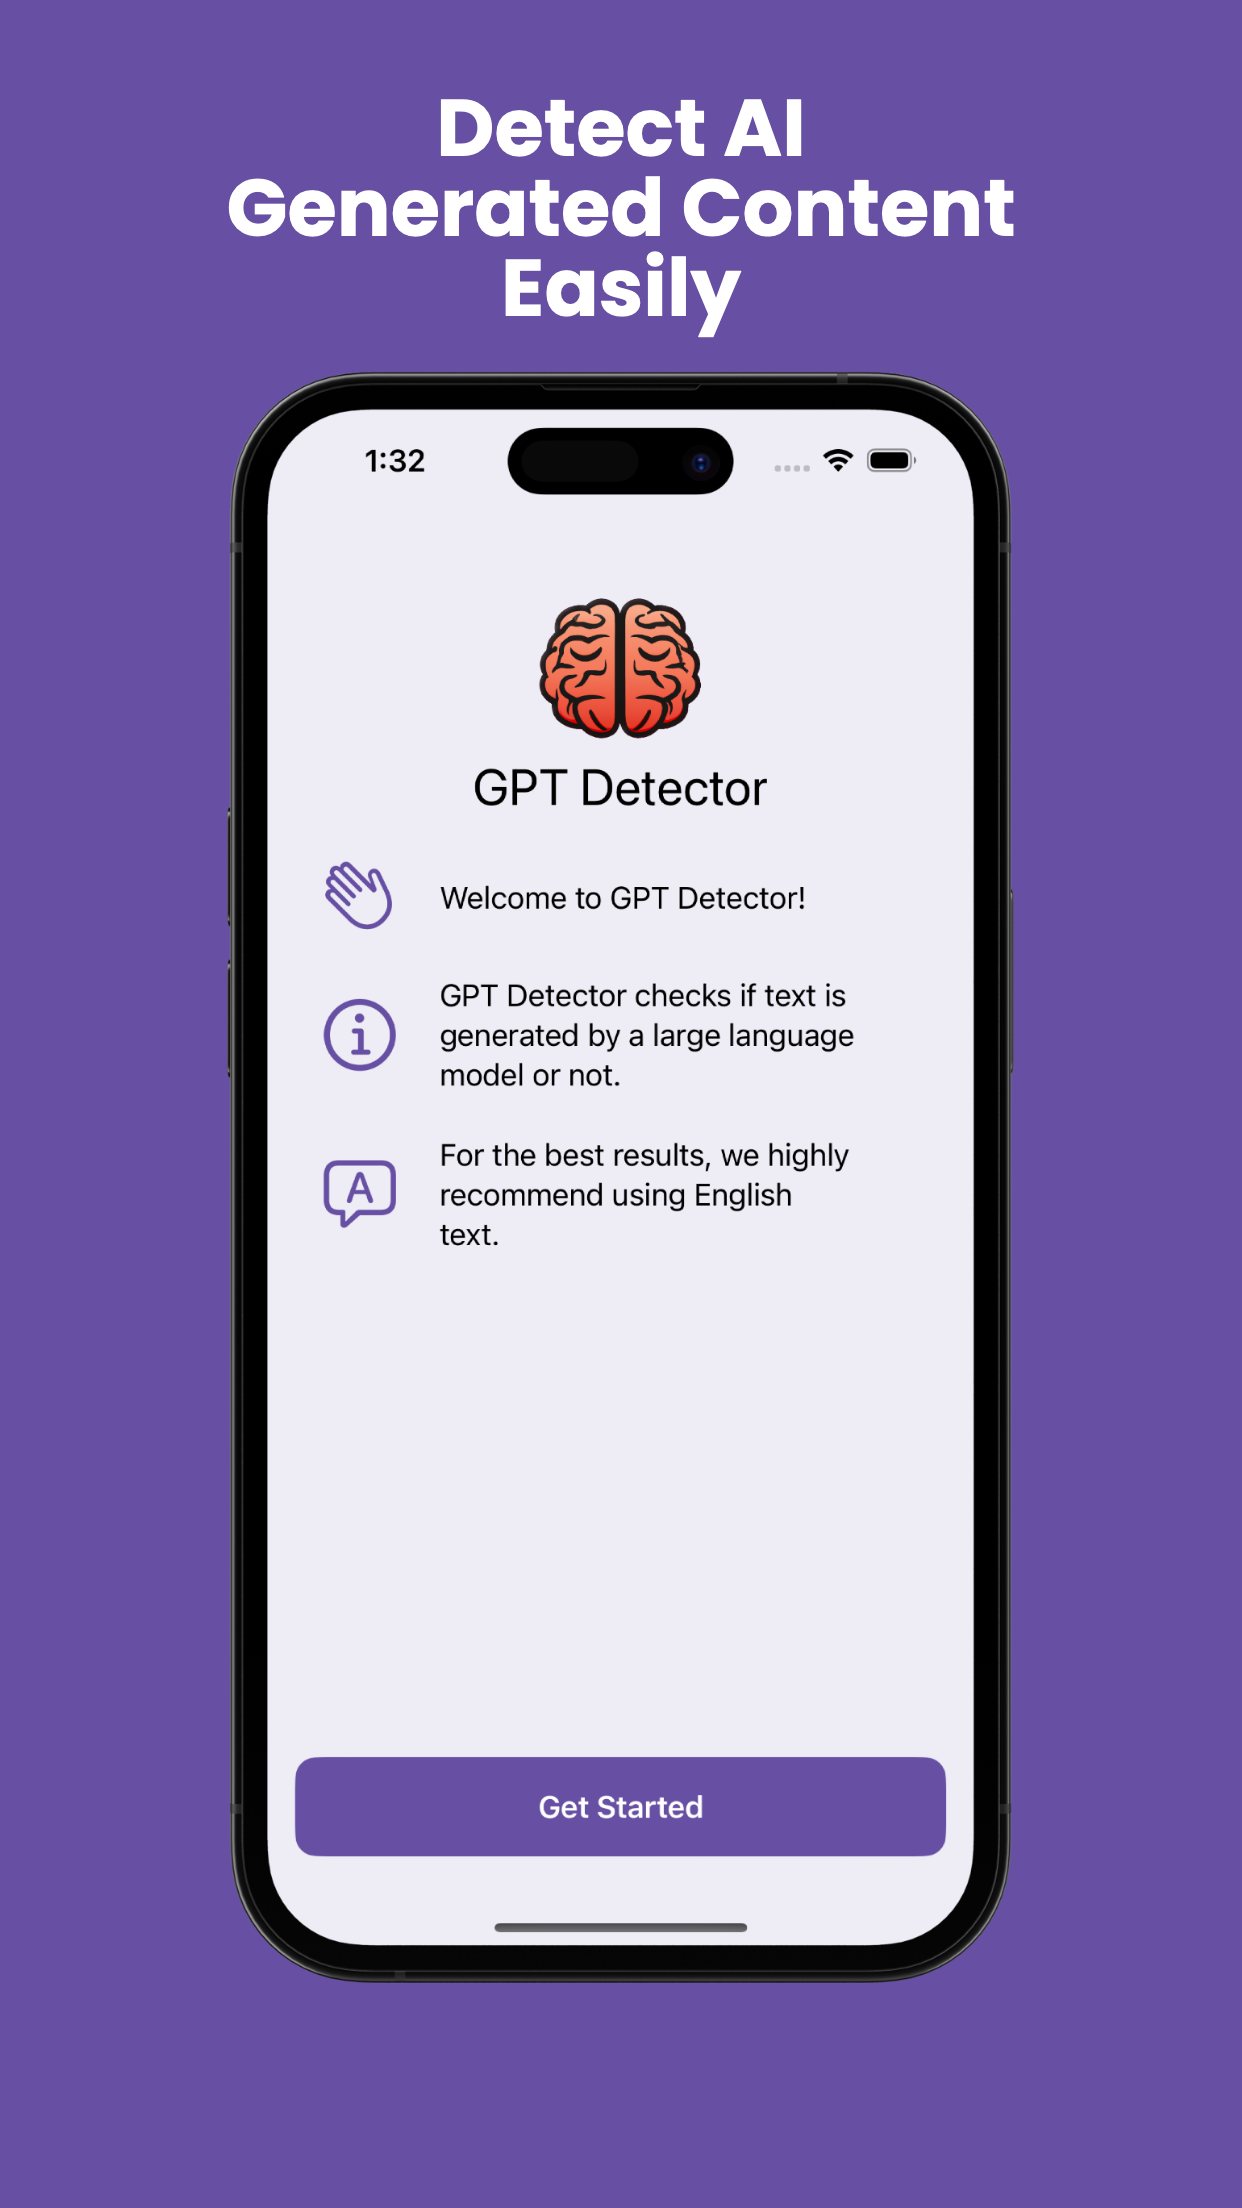 Detect AI
Generated Content
Easily
1:32
GPT Detector
Welcome to GPT Detector!
GPT Detector checks if text is
generated by a large language
model or not.
A
For the best results, we highly
recommend using English
text.
Get Started